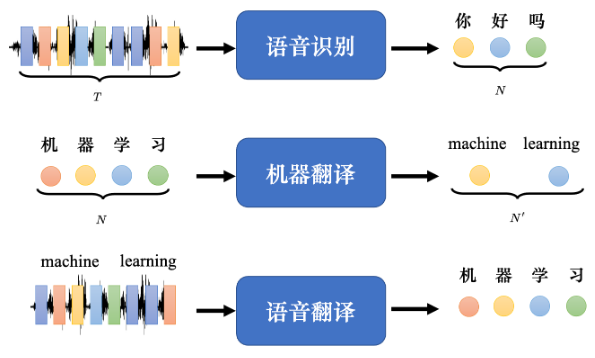 语音识别
你 好 吗
T
N
机 器 学 习
机器翻译
machine learning
N
N′
machine learning
语音翻译
机 器 学 习